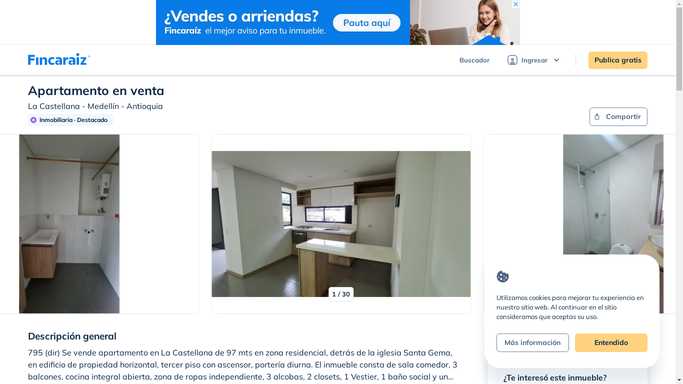 ¿Vendes o arriendas?
Fincaraíz el mejor aviso para tu inmueble.
Pauta aquí
Fincaraíz
Buscador
Ingresar
Publica gratis
Apartamento en venta
La Castellana - Medellín - Antioquia
Inmobiliaria · Destacado
Compartir
1 / 30
Utilizamos cookies para mejorar tu experiencia en
nuestro sitio web. Al continuar en el sitio
consideramos que aceptas su uso.
Más información
Entendido
Descripción general
795 (dir) Se vende apartamento en La Castellana de 97 mts en zona residencial, detrás de la iglesia Santa Gema,
en edificio de propiedad horizontal, tercer piso con ascensor, portería diurna. El inmueble consta de sala comedor, 3
balcones, cocina integral abierta, zona de ropas independiente, 3 alcobas, 2 closets, 1 Vestier, 1 baño social y un...
¿Te interesó este inmueble?